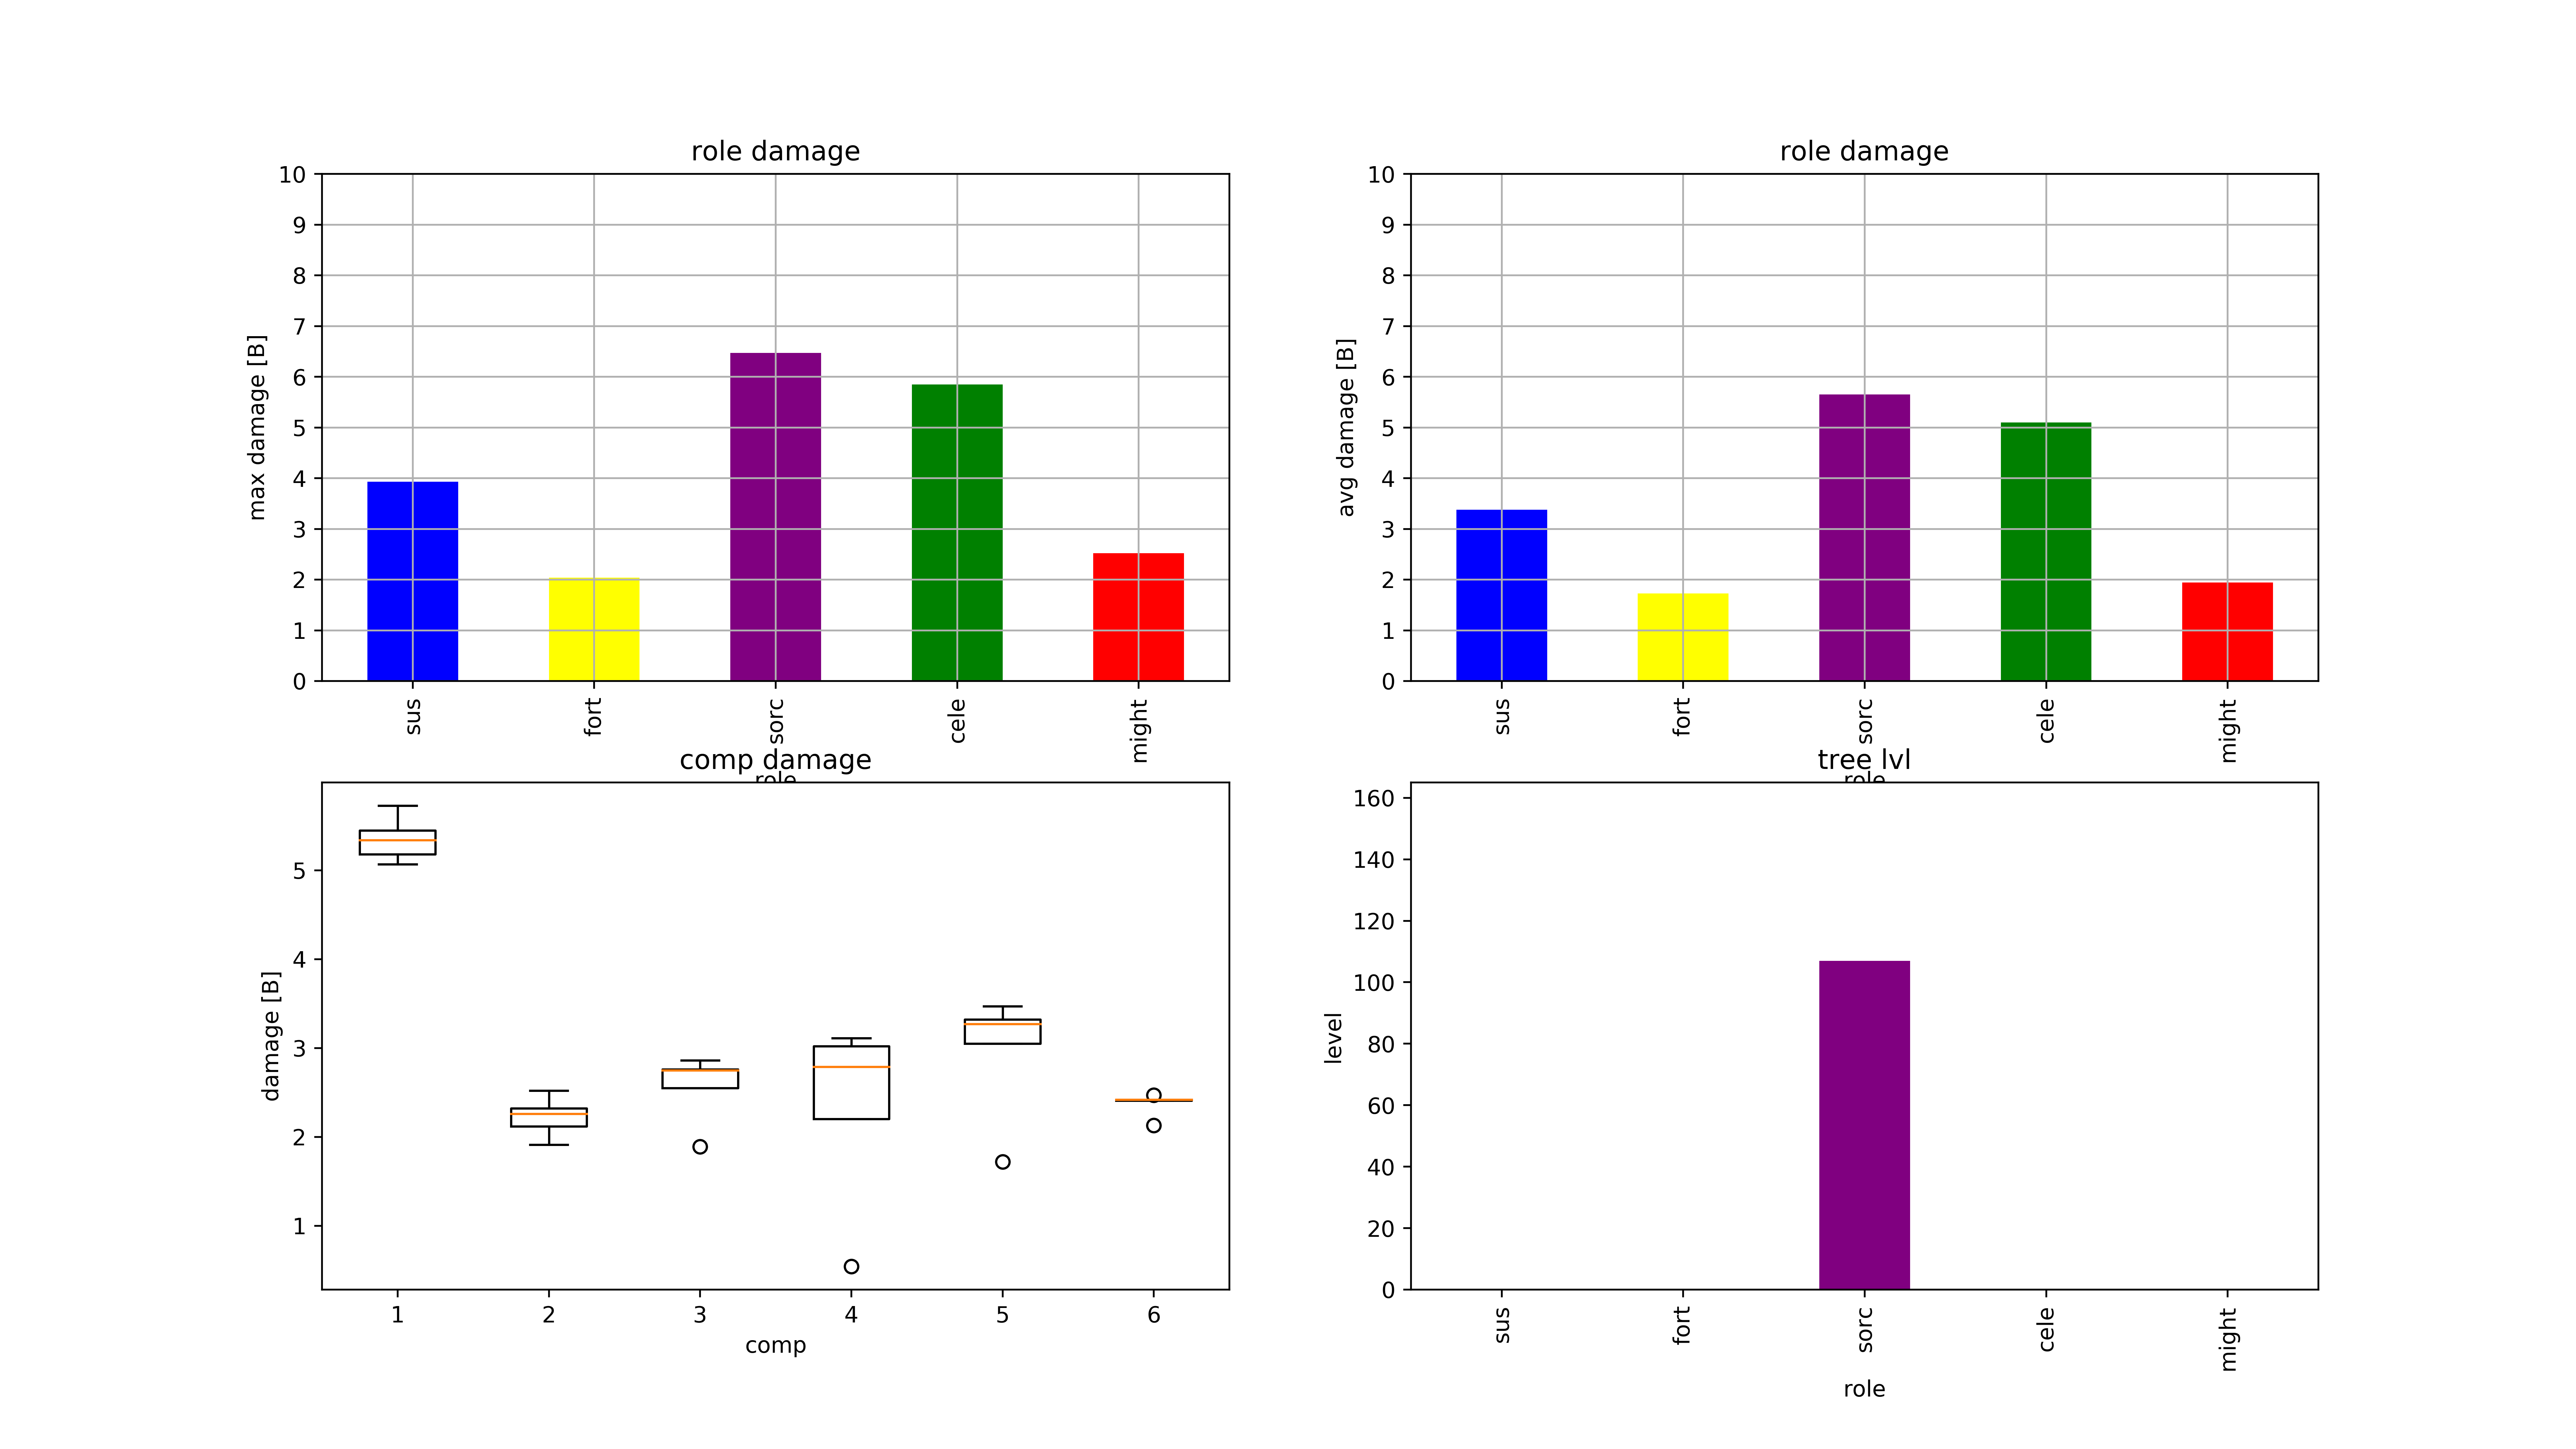 role damage
10
9
8
7
6
5
4
3
2
1
0
max damage [B]
sus
fort
sorc
cele
might
role
role damage
10
9
8
7
6
5
4
3
2
1
0
avg damage [B]
sus
fort
sorc
cele
might
role
comp damage
5
4
3
2
1
damage [B]
1 2 3 4 5 6
comp
tree lvl
160
140
120
100
80
60
40
20
0
level
sus
fort
sorc
cele
might
role